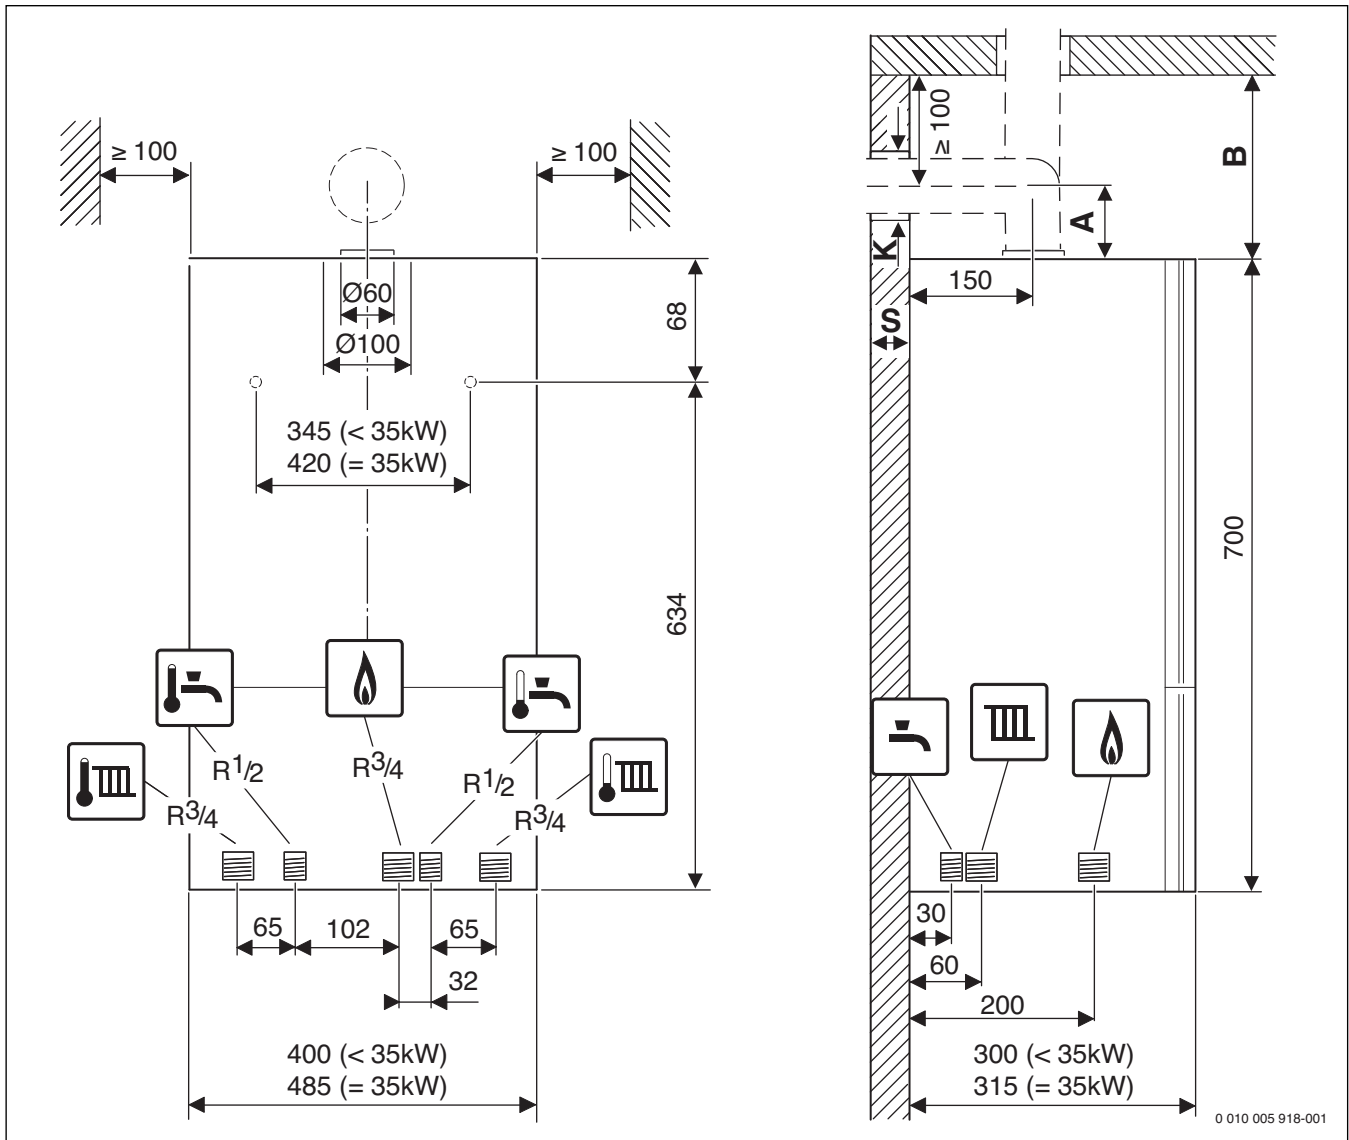 ≥ 100
≥ 100
Ø60
Ø100
68
345 (< 35kW)
420 (= 35kW)
634
R1/2
R3/4
R1/2
R3/4
R3/4
65
102
65
32
400 (< 35kW)
485 (= 35kW)
≥ 100
B
A
K
150
S
700
30
60
200
300 (< 35kW)
315 (= 35kW)
0 010 005 918-001